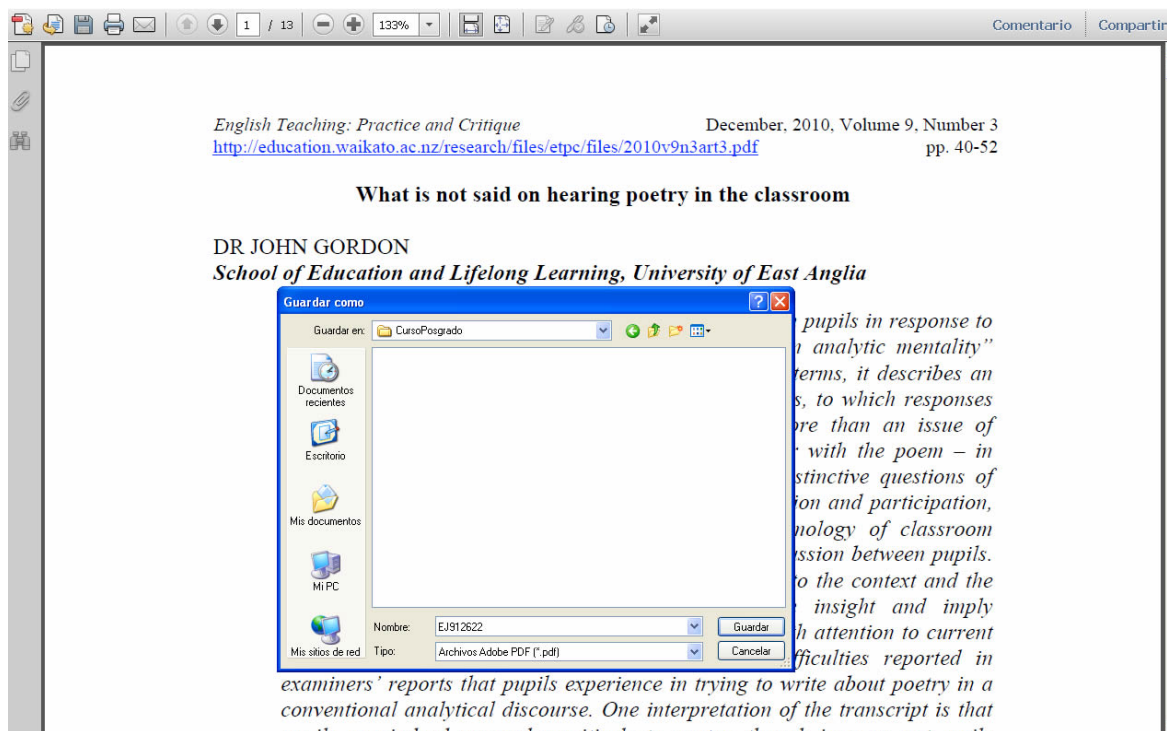 1 / 13 133% Comentario Compartir
English Teaching: Practice and Critique December, 2010, Volume 9, Number 3
http://education.waikato.ac.nz/research/files/etpc/files/2010v9n3art3.pdf pp. 40-52
What is not said on hearing poetry in the classroom
DR JOHN GORDON
School of Education and Lifelong Learning, University of East Anglia
Guardar como
Guardar en: CursoPosgrado
Documentos
recientes
Escritorio
Mis documentos
Mi PC
Mis sitios de red
Nombre: EJ912622 Guardar
Tipo: Archivos Adobe PDF (*.pdf) Cancelar
pupils in response to
analytic mentality”
terms, it describes an
to which responses
than an issue of
with the poem – in
questions of
and participation,
of classroom
between pupils.
to the context and the
insight and imply
attention to current
reported in
examiners’ reports that pupils experience in trying to write about poetry in a
conventional analytical discourse. One interpretation of the transcript is that